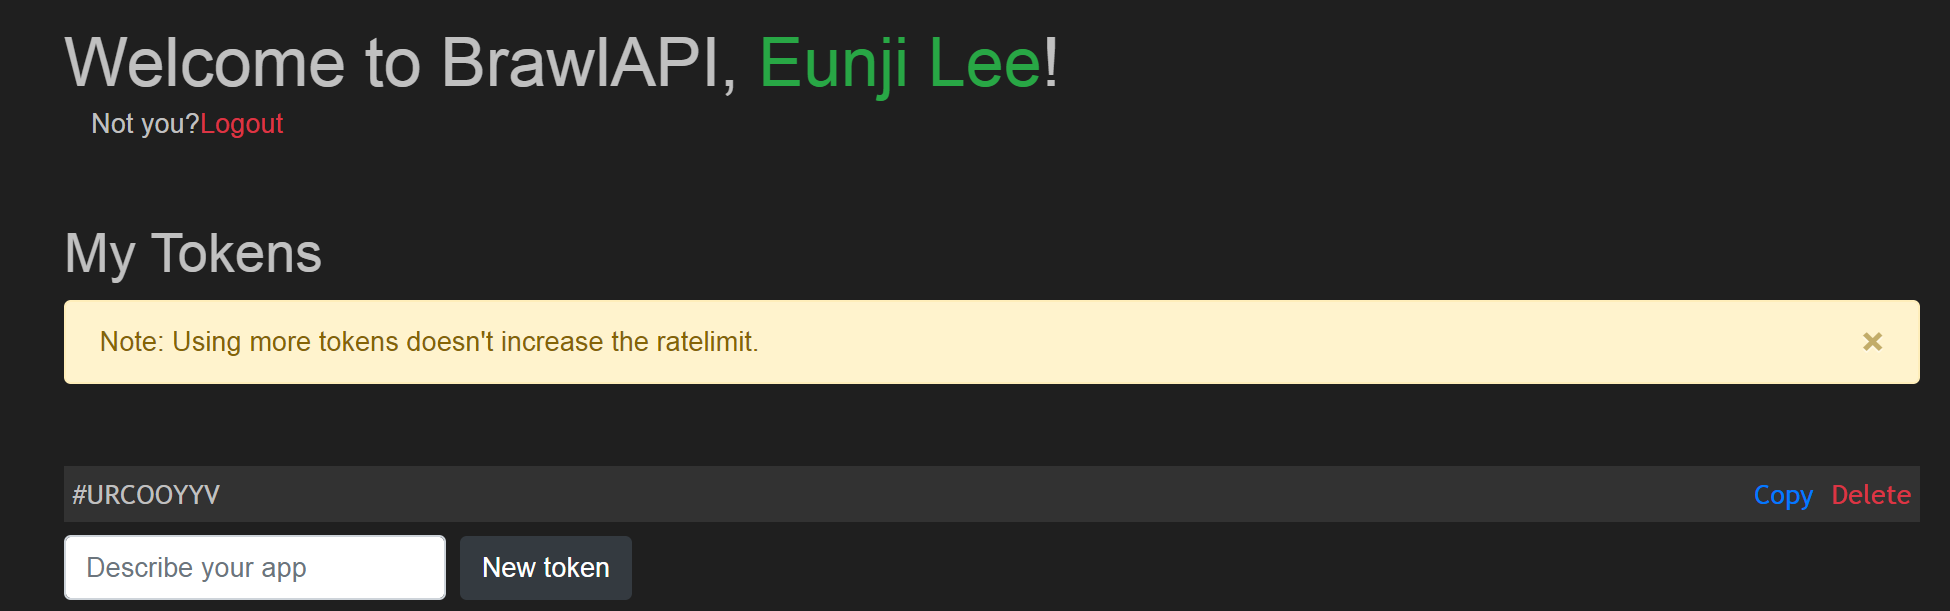 Welcome to BrawlAPI, Eunji Lee!
Not you?Logout
My Tokens
Note: Using more tokens doesn't increase the ratelimit.
×
#URCOOYYV Copy Delete
Describe your app New token